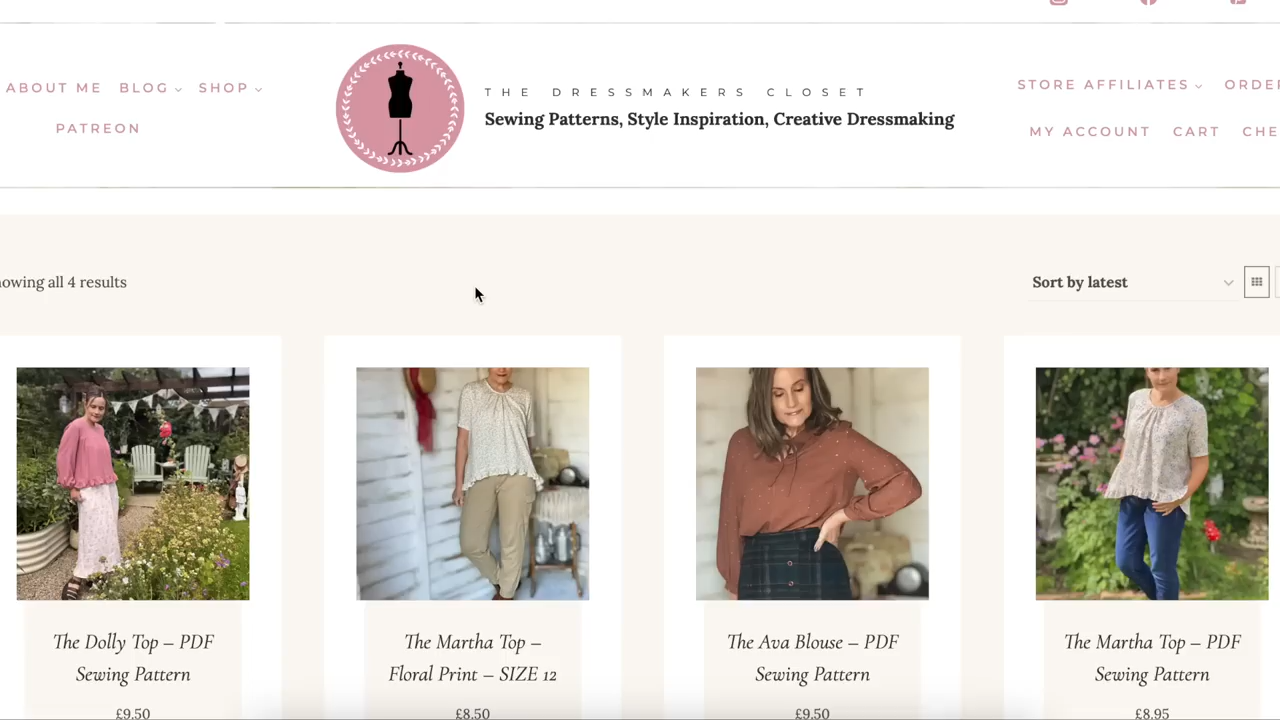 ABOUT ME BLOG SHOP
PATREON
THE DRESSMAKERS CLOSET
Sewing Patterns, Style Inspiration, Creative Dressmaking
STORE AFFILIATES
MY ACCOUNT CART
owing all 4 results
Sort by latest
The Dolly Top – PDF
Sewing Pattern
£9.50
The Martha Top –
Floral Print – SIZE 12
£8.50
The Ava Blouse – PDF
Sewing Pattern
£9.50
The Martha Top – PDF
Sewing Pattern
£8.95